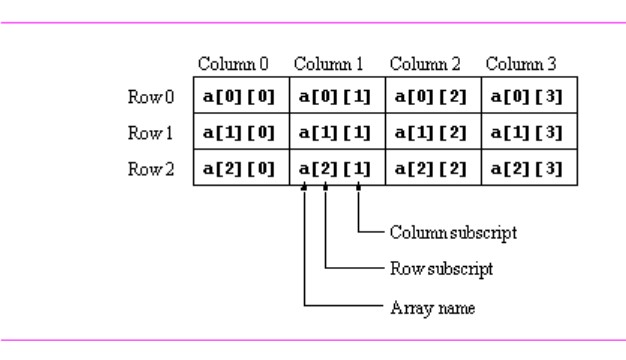 Column 0 Column 1 Column 2 Column 3
Row 0 a[0][0] a[0][1] a[0][2] a[0][3]
Row 1 a[1][0] a[1][1] a[1][2] a[1][3]
Row 2 a[2][0] a[2][1] a[2][2] a[2][3]
Column subscript
Row subscript
Array name